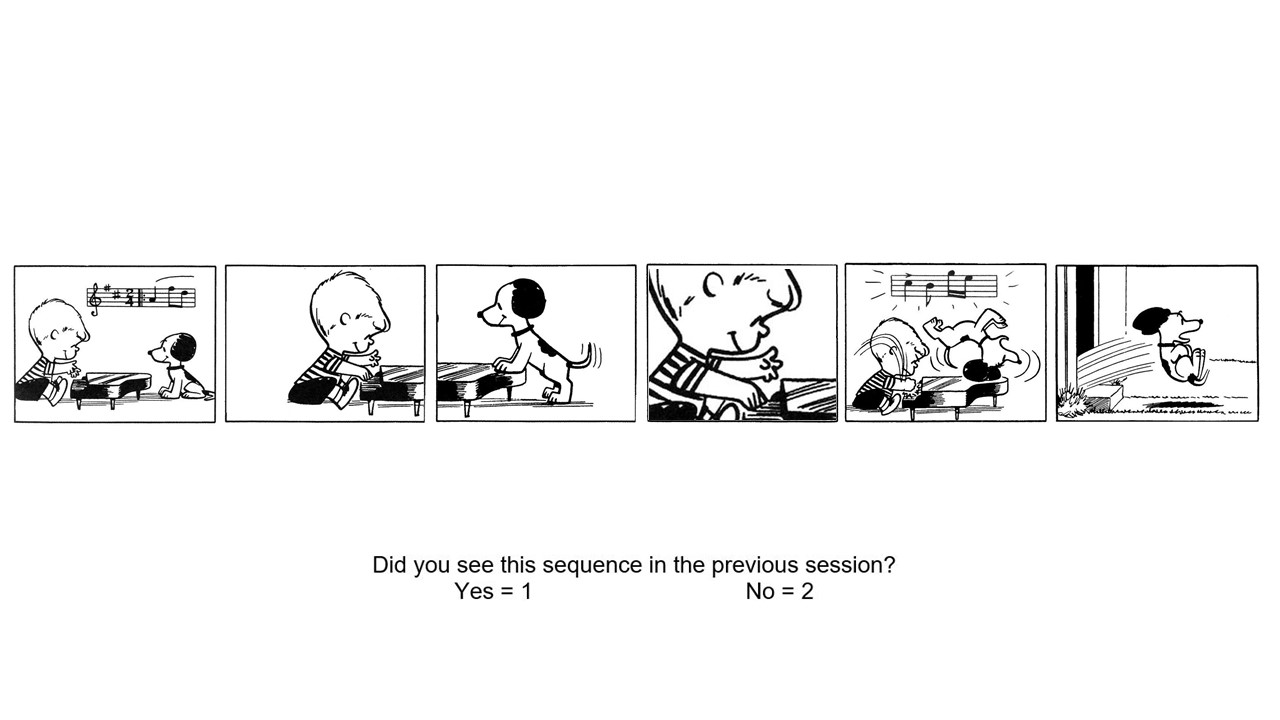 Did you see this sequence in the previous session?
Yes = 1 No = 2